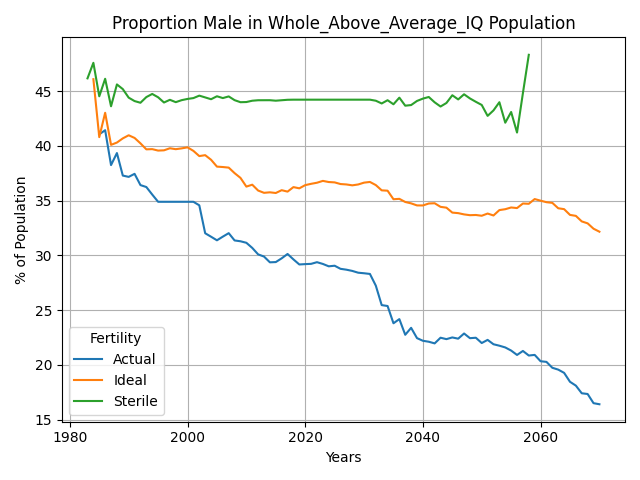 Proportion Male in Whole_Above_Average_IQ Population
% of Population
45
40
35
30
25
20
15
Fertility
Actual
Ideal
Sterile
1980
2000
2020
2040
2060
Years